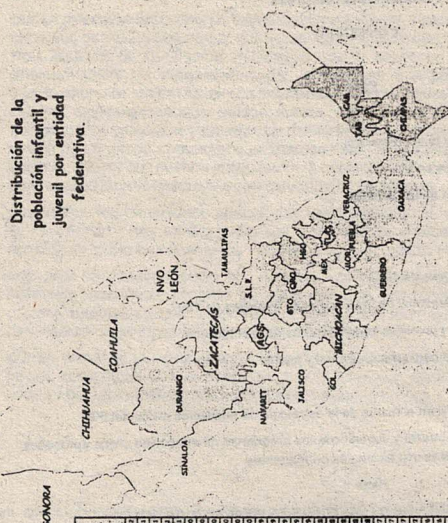 Distribución de la
población infantil y
juvenil por entidad
federativa.
SONORA
CHIHUAHUA
COAHUILA
NVO.
LEÓN
TAMAULIPAS
SINALOA
DURANGO
ZACATECAS
S.L.P.
NAYARIT
AGS.
JALISCO
GTO.
QRO.
HGO.
COL.
MICHOACAN
MEX.
TLAX.
MOR.
PUEBLA
VERACRUZ
GUERRERO
OAXACA
TAB.
CAM.
CHIAPAS